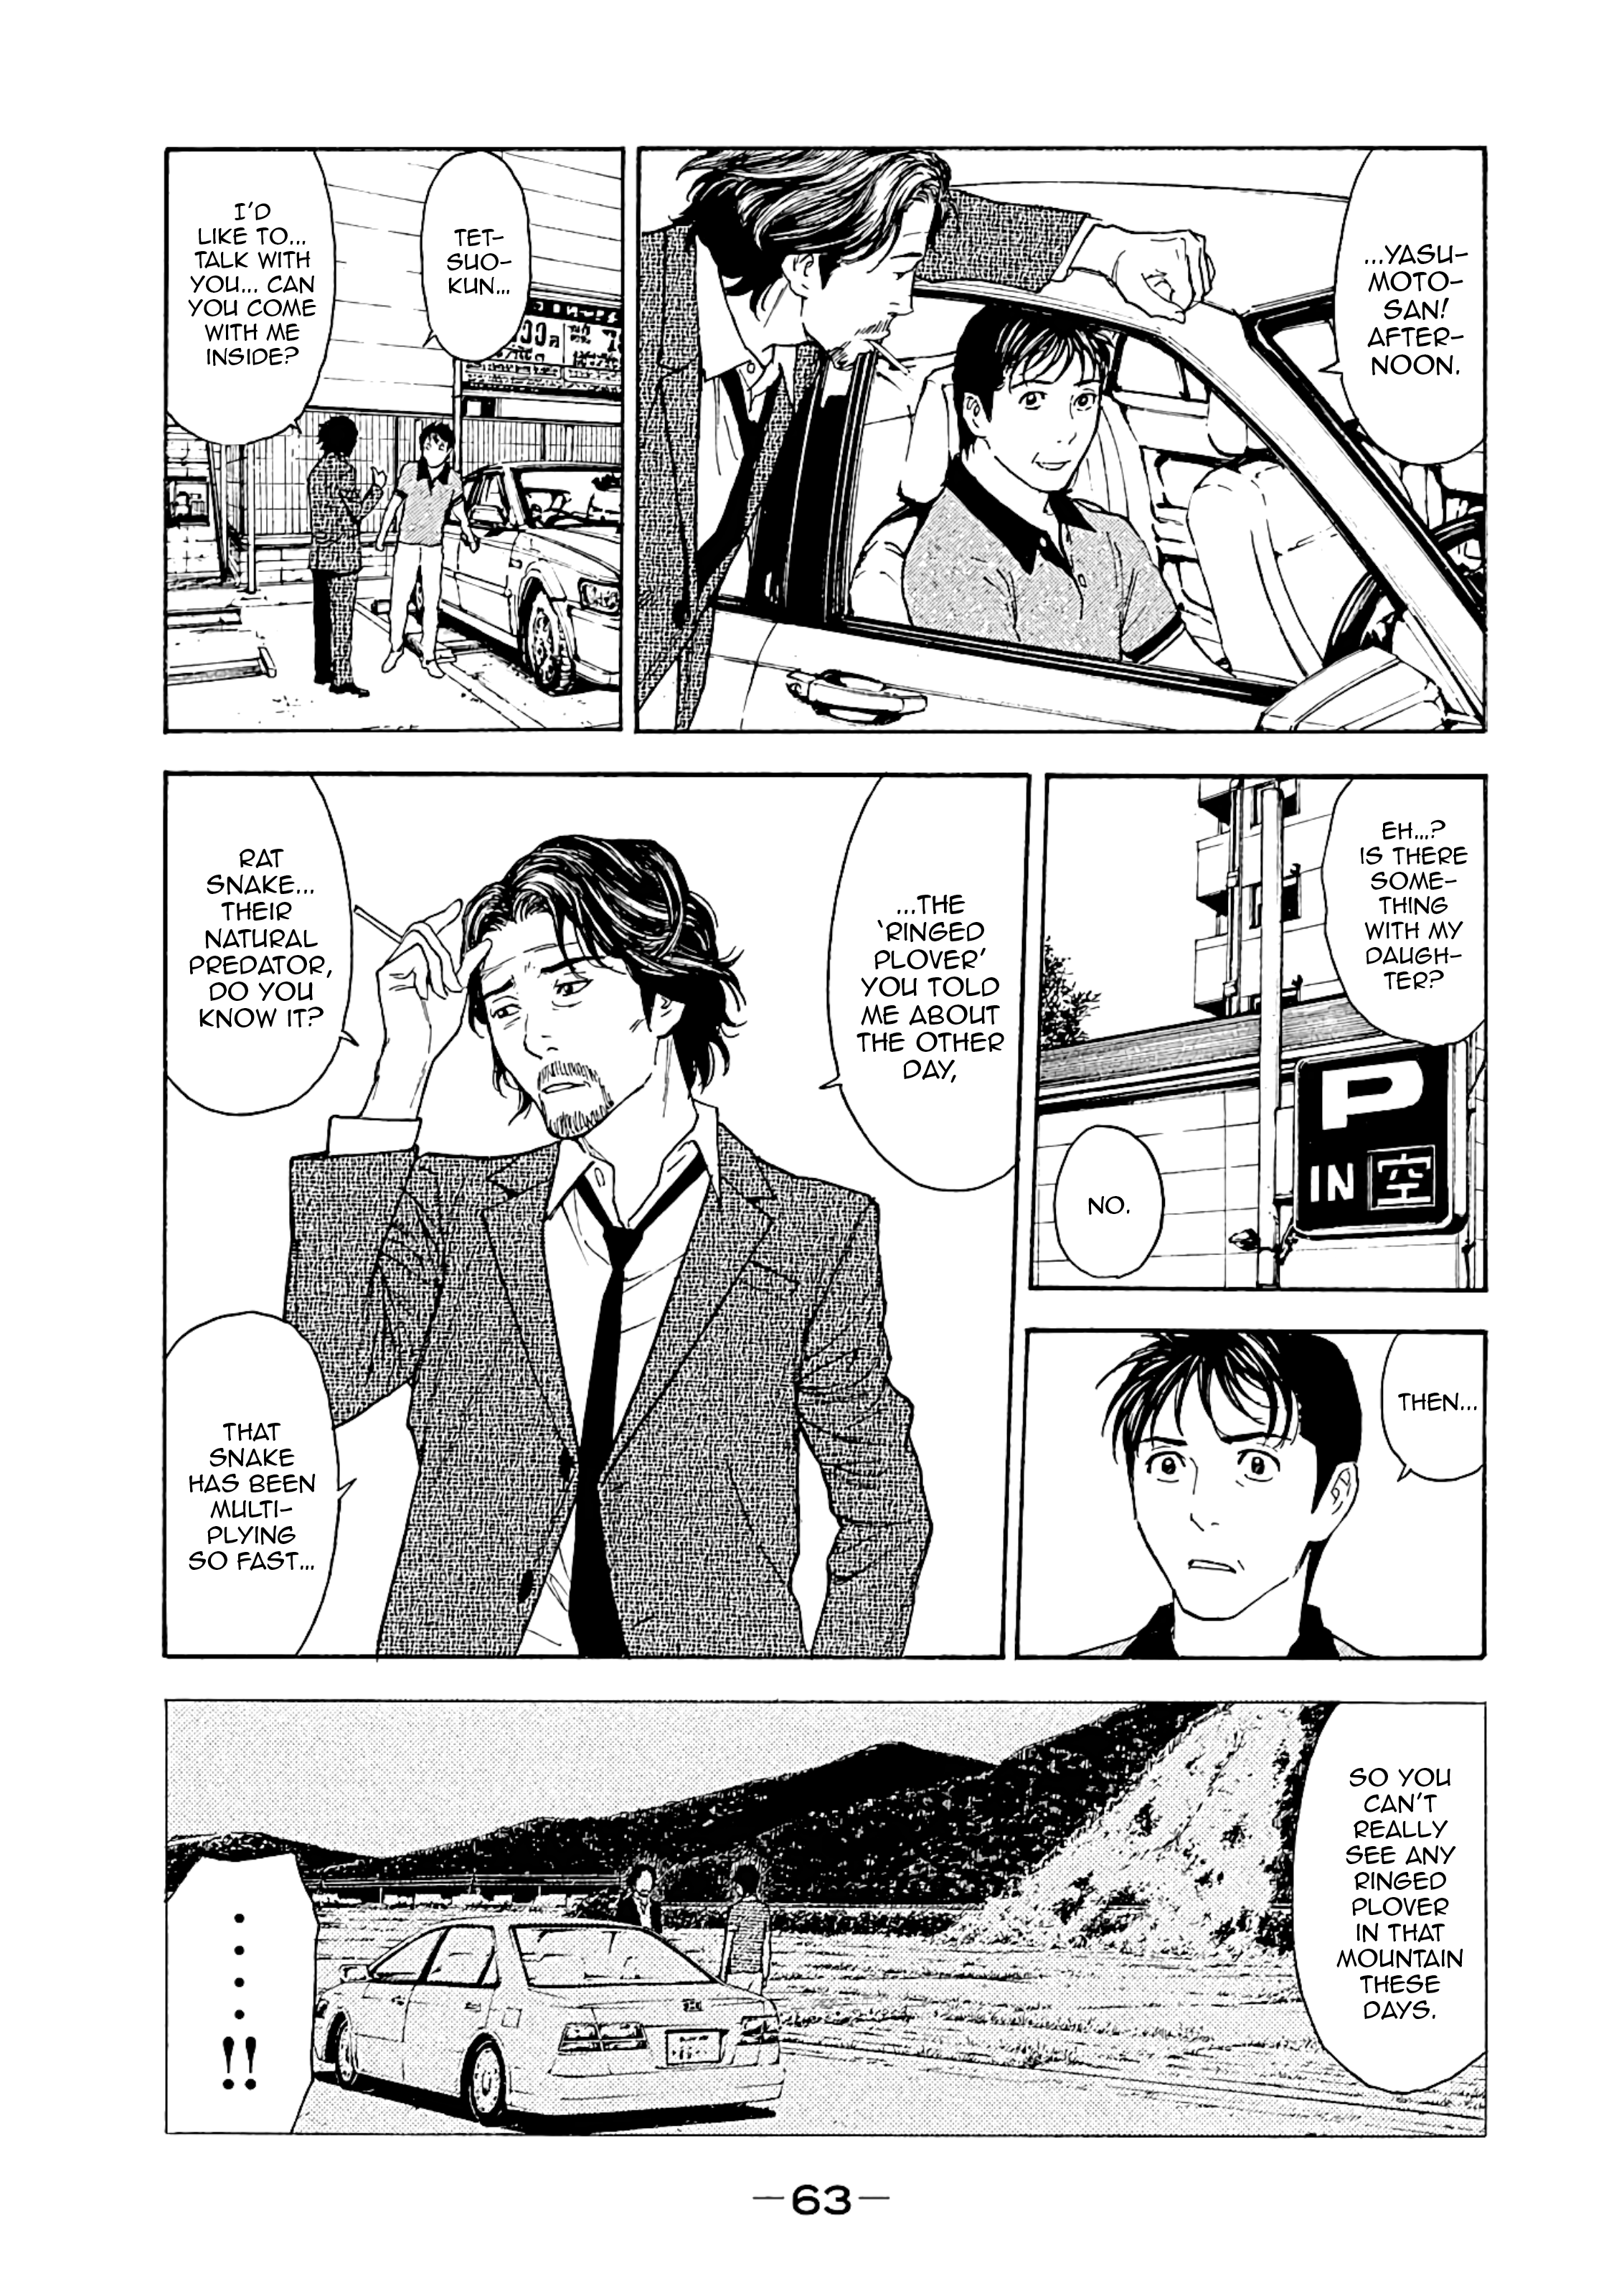 ...YASU-
MOTO-
SAN!
AFTER-
NOON.
TET-
SUO-
KUN...
I'D
LIKE TO...
TALK WITH
YOU... CAN
YOU COME
WITH ME
INSIDE?
EH...?
IS THERE
SOME-
THING
WITH MY
DAUGH-
TER?
P
IN 空
NO.
THEN...
...THE
'RINGED
PLOVER'
YOU TOLD
ME ABOUT
THE OTHER
DAY,
RAT
SNAKE...
THEIR
NATURAL
PREDATOR,
DO YOU
KNOW IT?
THAT
SNAKE
HAS BEEN
MULTI-
PLYING
SO FAST...
SO YOU
CAN'T
REALLY
SEE ANY
RINGED
PLOVER
IN THAT
MOUNTAIN
THESE
DAYS.
....!!
—63—